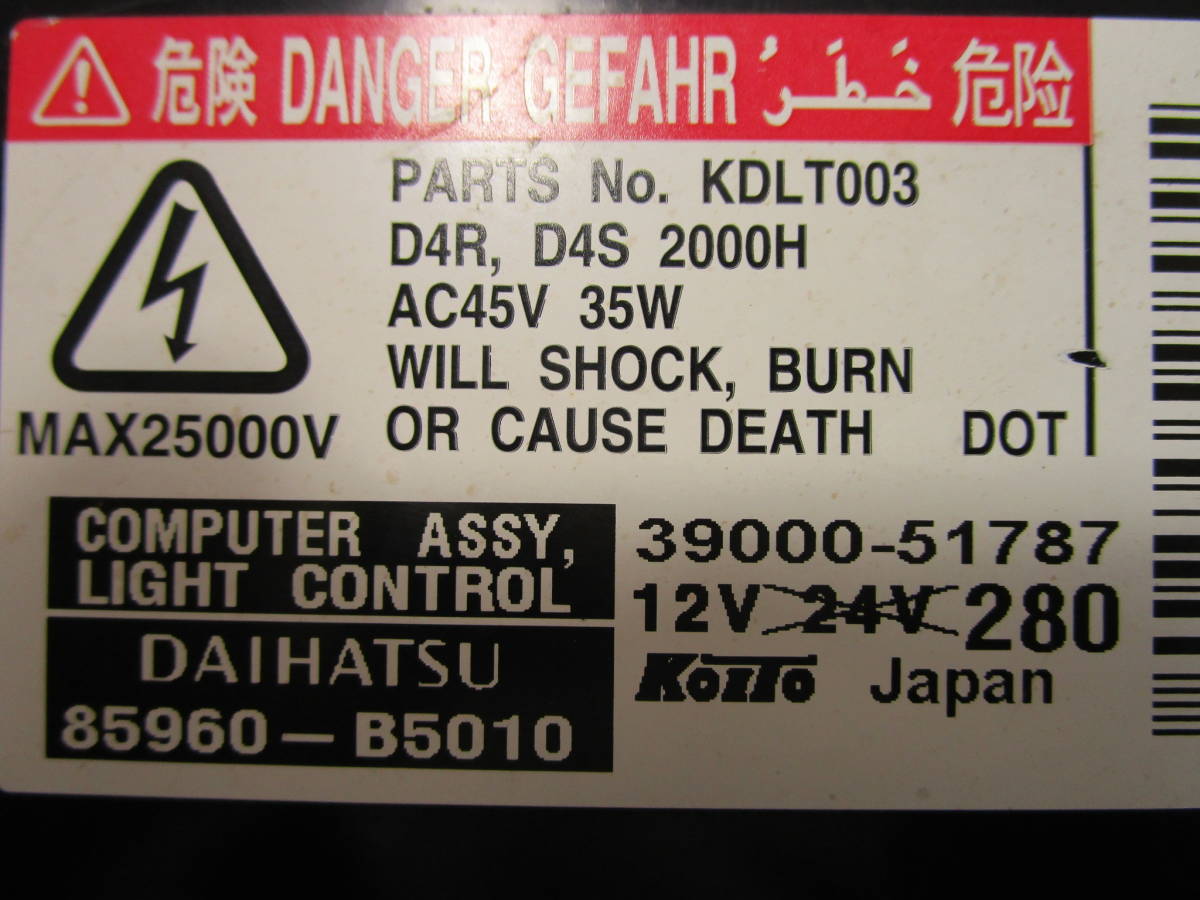 危険 DANGER GEFAHR خَطَرُ 危险
PARTS No. KDLT003
D4R, D4S 2000H
AC45V 35W
WILL SHOCK, BURN
OR CAUSE DEATH DOT
MAX25000V
COMPUTER ASSY,
LIGHT CONTROL
DAIHATSU
85960-B5010
39000-51787
12V 24V 280
KOITO Japan